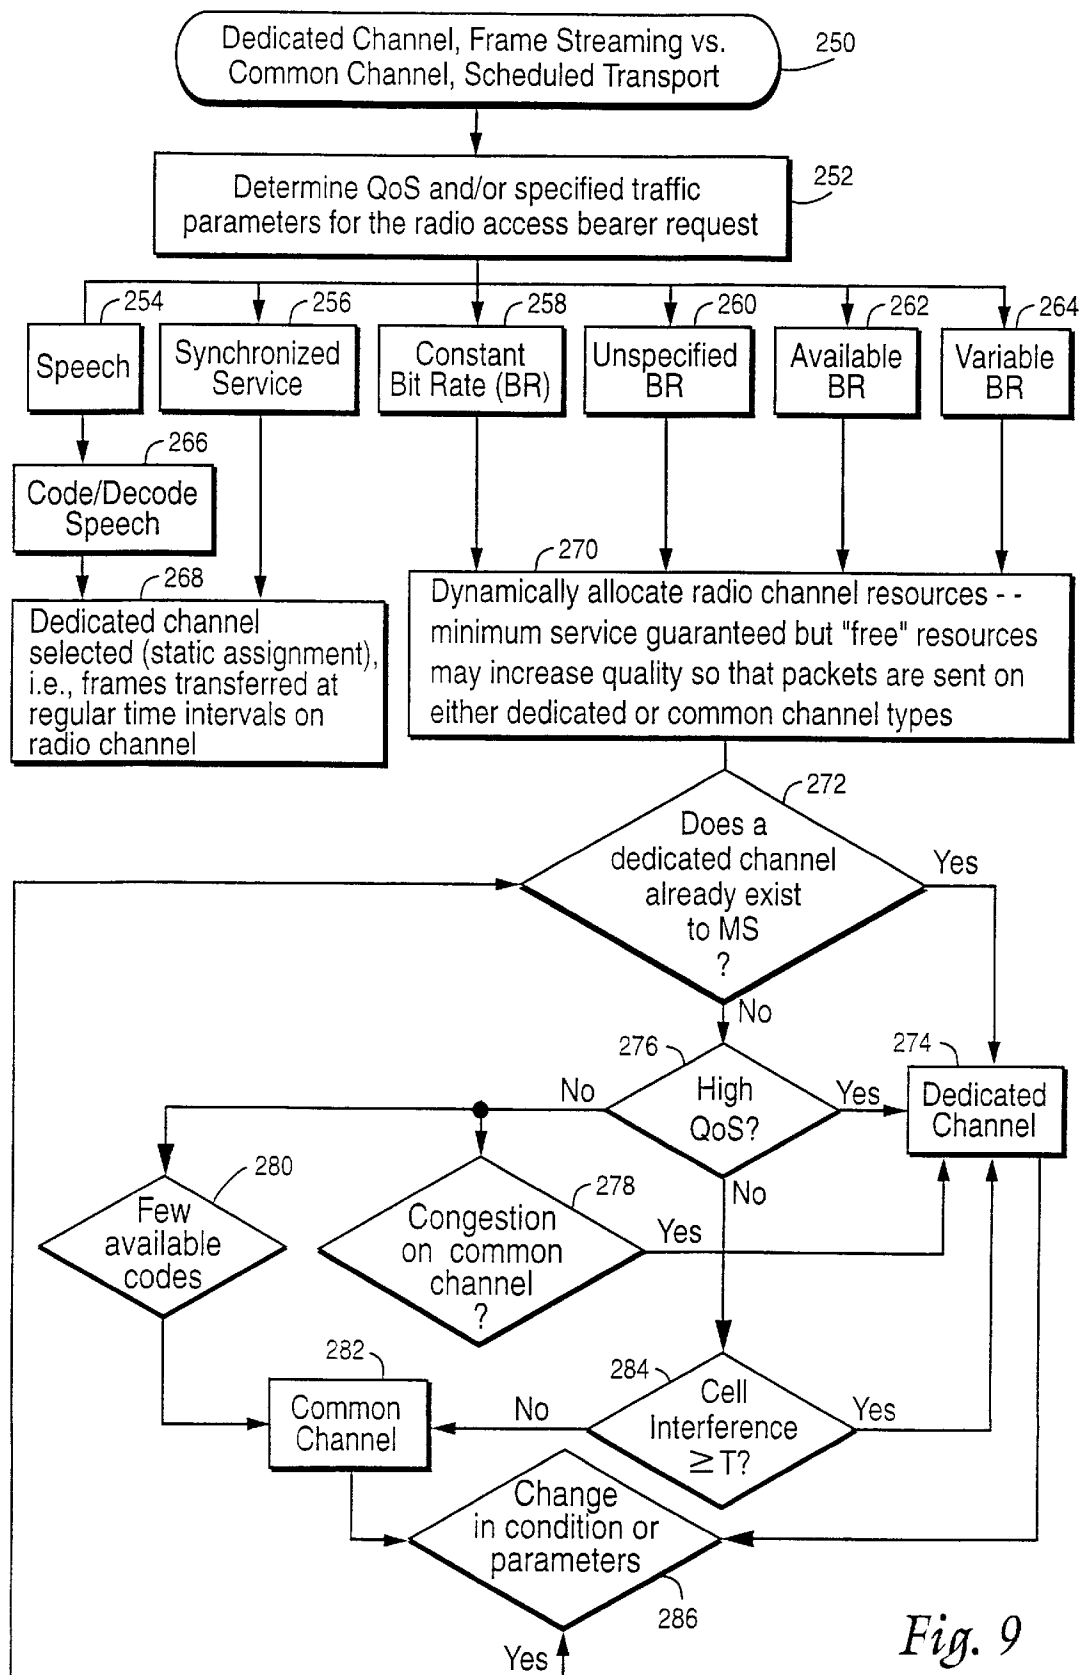 Dedicated Channel, Frame Streaming vs.
Common Channel, Scheduled Transport
250
Determine QoS and/or specified traffic
parameters for the radio access bearer request
252
254
256
258
260
262
264
Speech
Synchronized
Service
Constant
Bit Rate (BR)
Unspecified
BR
Available
BR
Variable
BR
266
Code/Decode
Speech
268
Dedicated channel
selected (static assignment),
i.e., frames transferred at
regular time intervals on
radio channel
270
Dynamically allocate radio channel resources - -
minimum service guaranteed but "free" resources
may increase quality so that packets are sent on
either dedicated or common channel types
272
Does a
dedicated channel
already exist
to MS
?
Yes
No
276
High
QoS?
No
Yes
No
274
Dedicated
Channel
280
Few
available
codes
278
Congestion
on common
channel
?
Yes
282
Common
Channel
284
Cell
Interference
≥ T?
No
Yes
Change
in condition or
parameters
286
Yes
Fig. 9